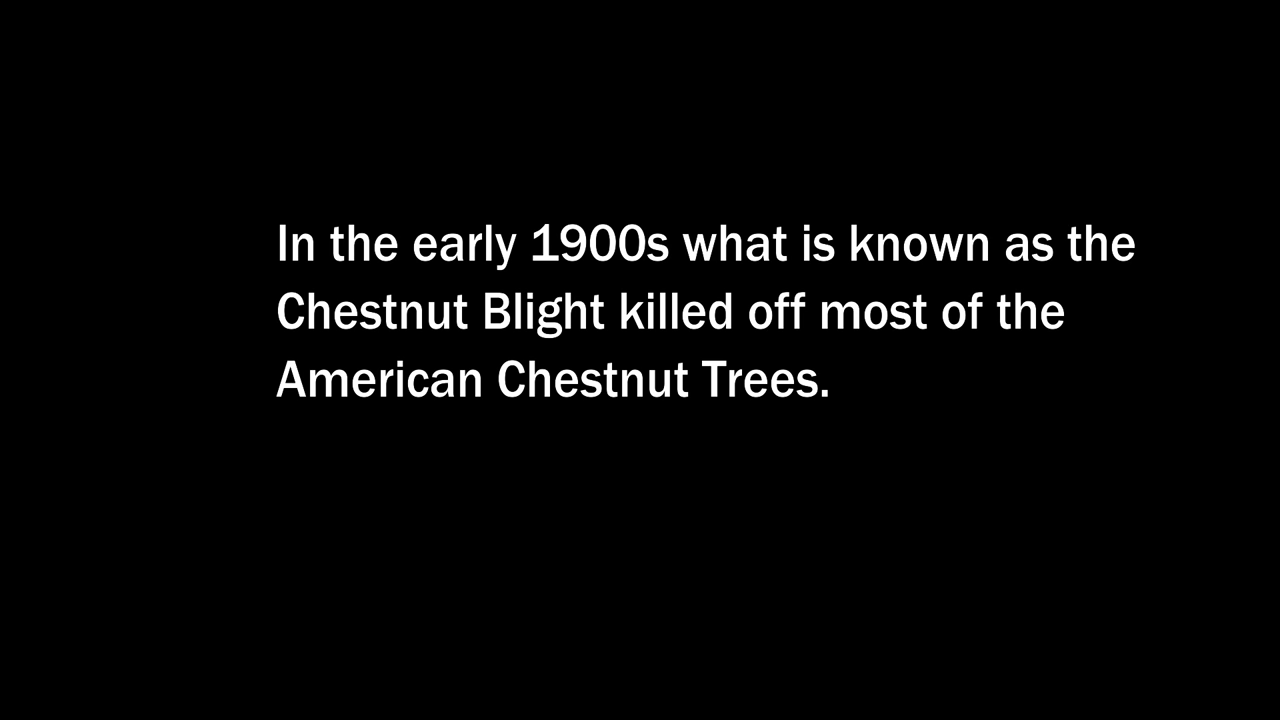 In the early 1900s what is known as the
Chestnut Blight killed off most of the
American Chestnut Trees.